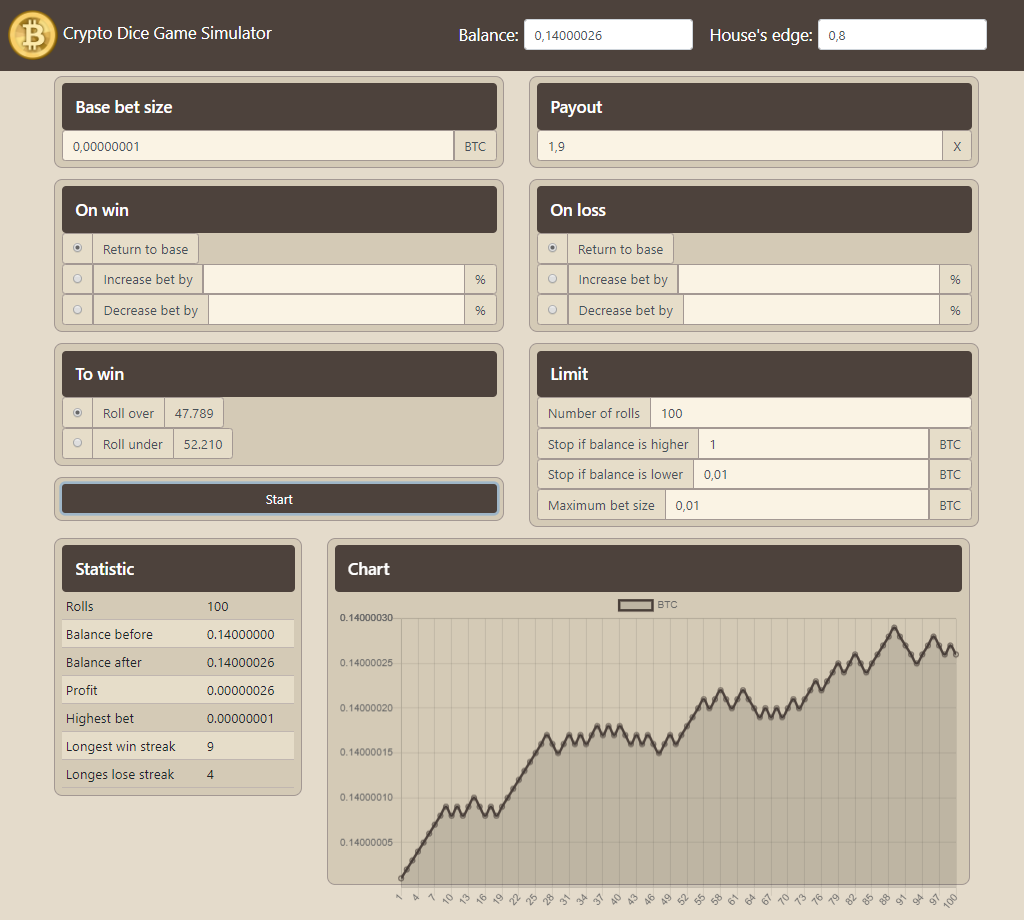 Crypto Dice Game Simulator
Balance: 0,14000026 House's edge: 0,8
Base bet size
0,00000001 BTC
Payout
1,9 X
On win
Return to base
Increase bet by %
Decrease bet by %
On loss
Return to base
Increase bet by %
Decrease bet by %
To win
Roll over 47.789
Roll under 52.210
Start
Limit
Number of rolls 100
Stop if balance is higher 1 BTC
Stop if balance is lower 0,01 BTC
Maximum bet size 0,01 BTC
Statistic
Rolls 100
Balance before 0.14000000
Balance after 0.14000026
Profit 0.00000026
Highest bet 0.00000001
Longest win streak 9
Longes lose streak 4
Chart
BTC
0.14000030
0.14000025
0.14000020
0.14000015
0.14000010
0.14000005
1 4 7 10 13 16 19 22 25 28 31 34 37 40 43 46 49 52 55 58 61 64 67 70 73 76 79 82 85 88 91 94 97 100